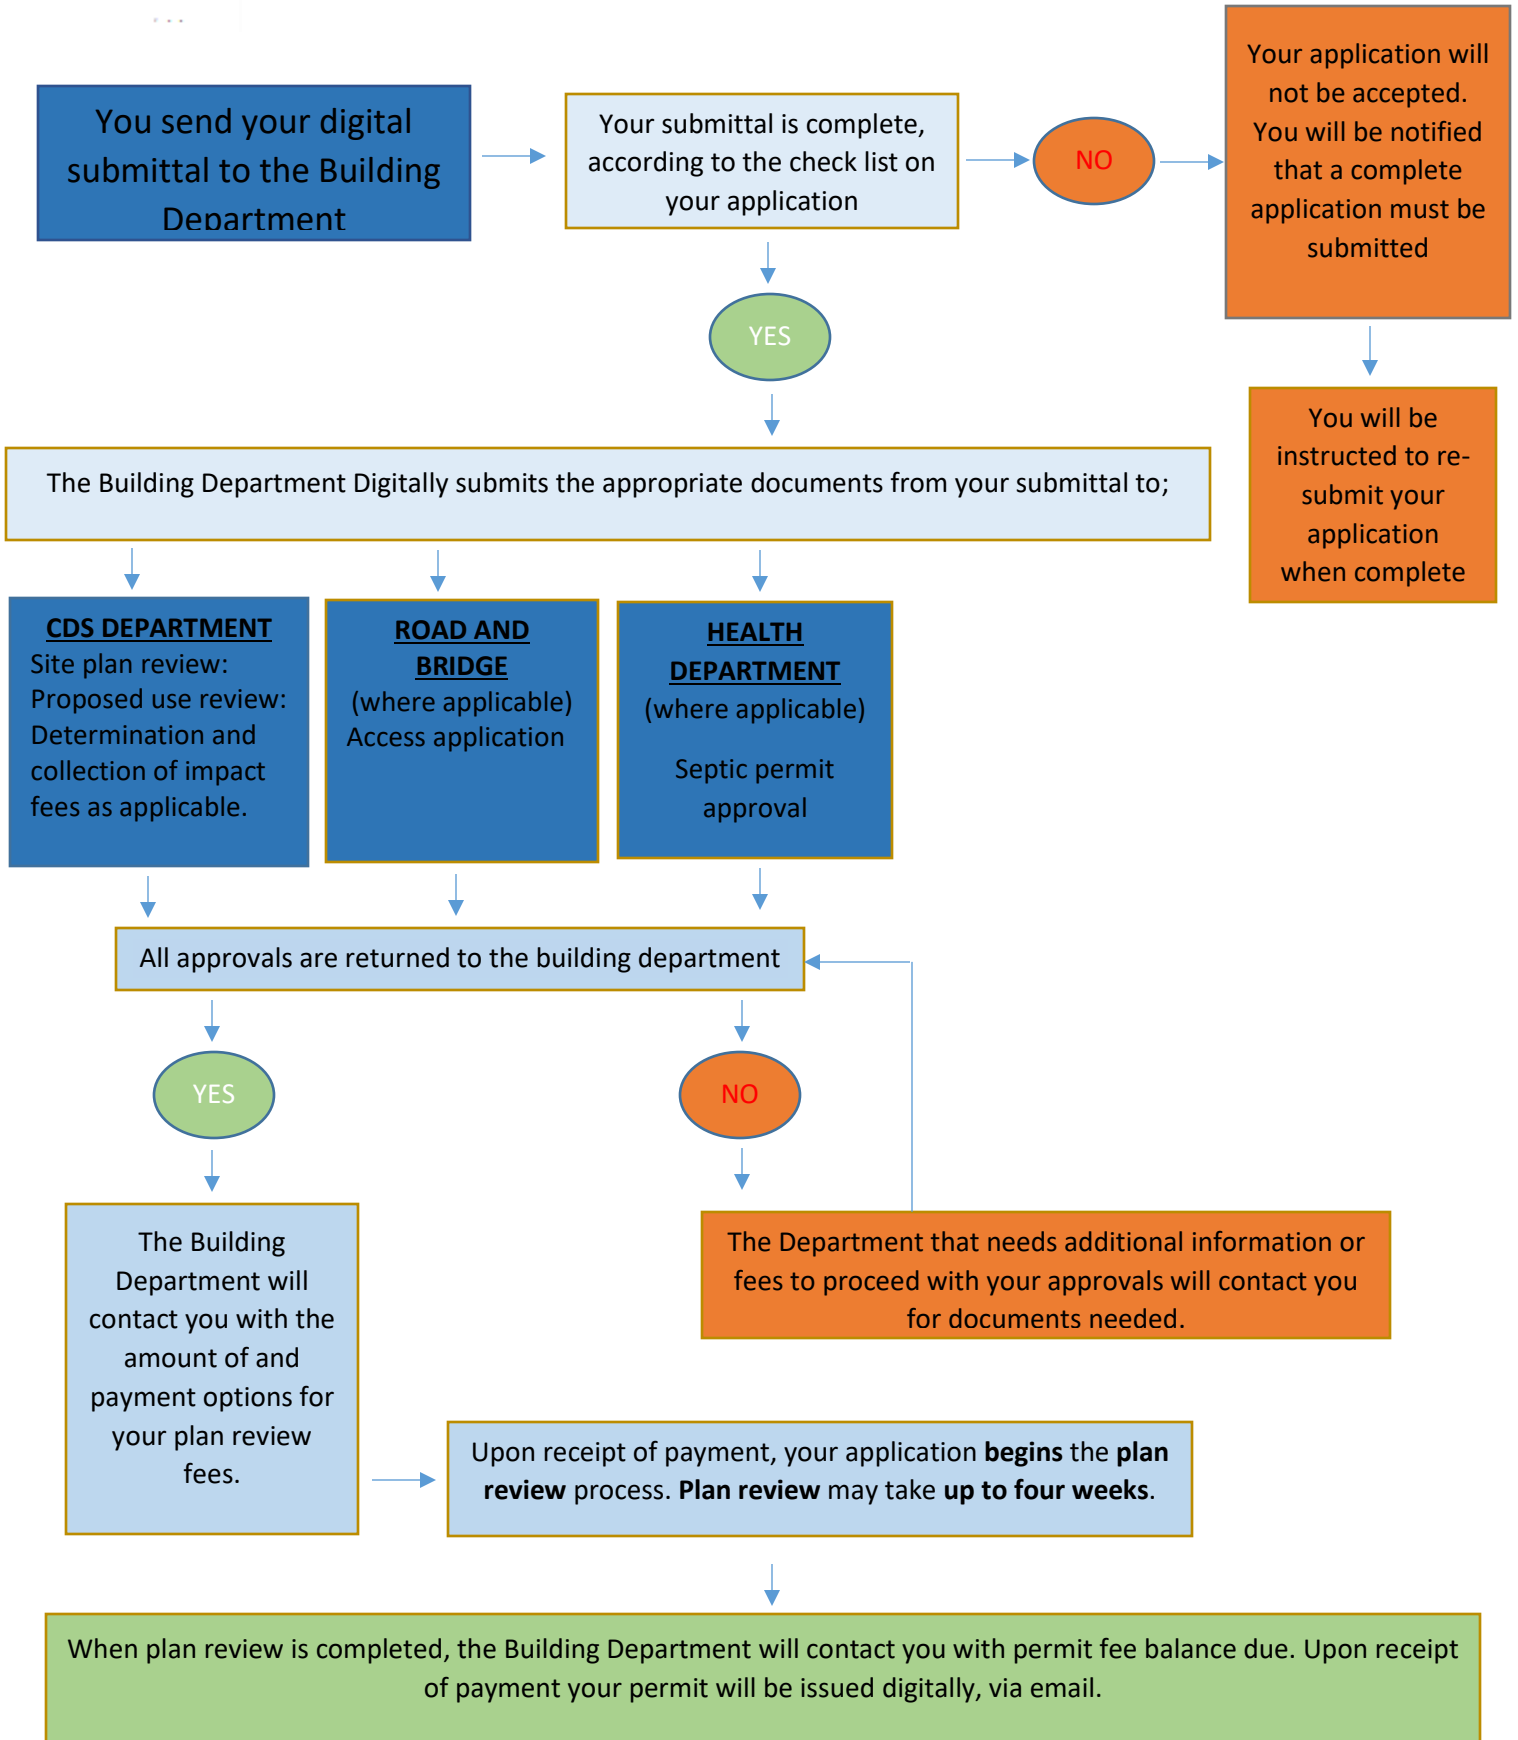 You send your digital
submittal to the Building
Department
Your submittal is complete,
according to the check list on
your application
NO
Your application will
not be accepted.
You will be notified
that a complete
application must be
submitted
YES
You will be
instructed to re-
submit your
application
when complete
The Building Department Digitally submits the appropriate documents from your submittal to;
CDS DEPARTMENT
Site plan review:
Proposed use review:
Determination and
collection of impact
fees as applicable.
ROAD AND
BRIDGE
(where applicable)
Access application
HEALTH
DEPARTMENT
(where applicable)
Septic permit
approval
All approvals are returned to the building department
YES
NO
The Building
Department will
contact you with the
amount of and
payment options for
your plan review
fees.
The Department that needs additional information or
fees to proceed with your approvals will contact you
for documents needed.
Upon receipt of payment, your application begins the plan
review process. Plan review may take up to four weeks.
When plan review is completed, the Building Department will contact you with permit fee balance due. Upon receipt
of payment your permit will be issued digitally, via email.